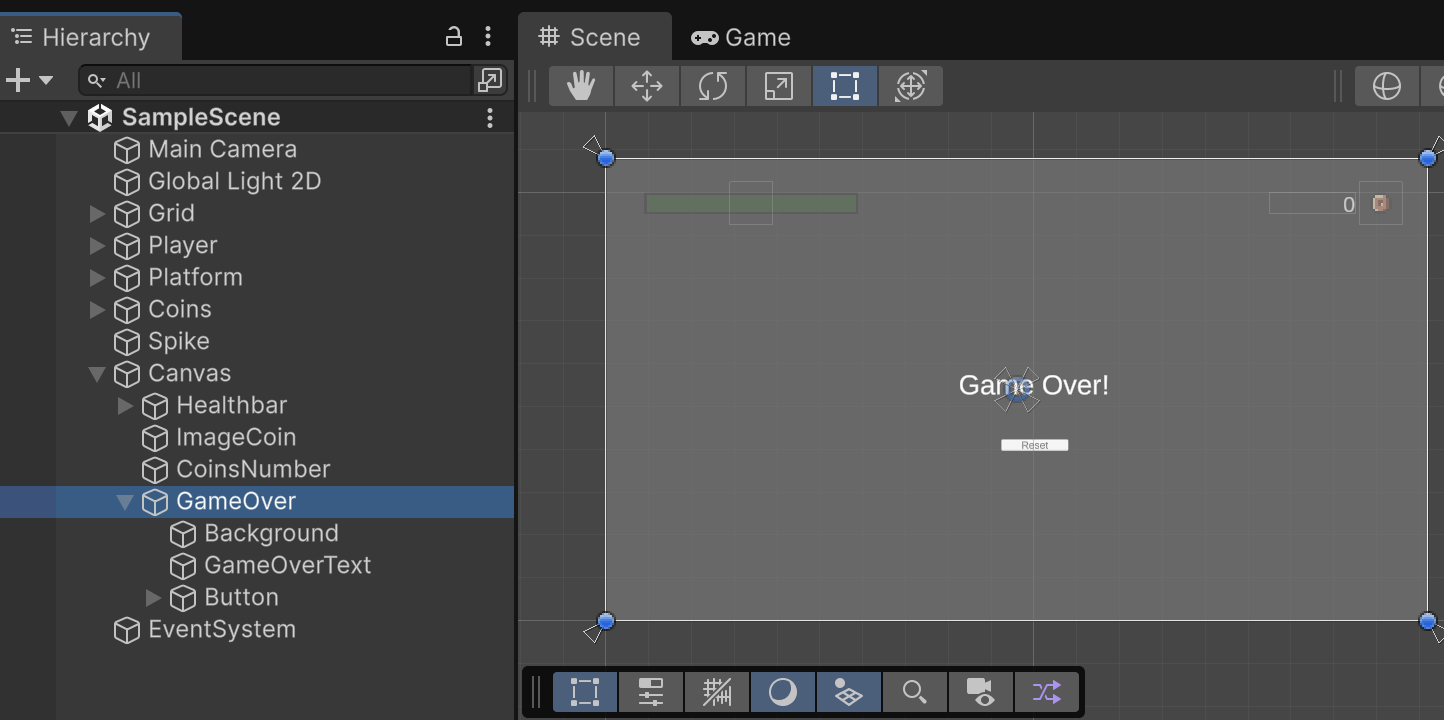 Hierarchy
All
SampleScene
Main Camera
Global Light 2D
Grid
Player
Platform
Coins
Spike
Canvas
Healthbar
ImageCoin
CoinsNumber
GameOver
Background
GameOverText
Button
EventSystem
Scene
Game
0
Game Over!
Reset